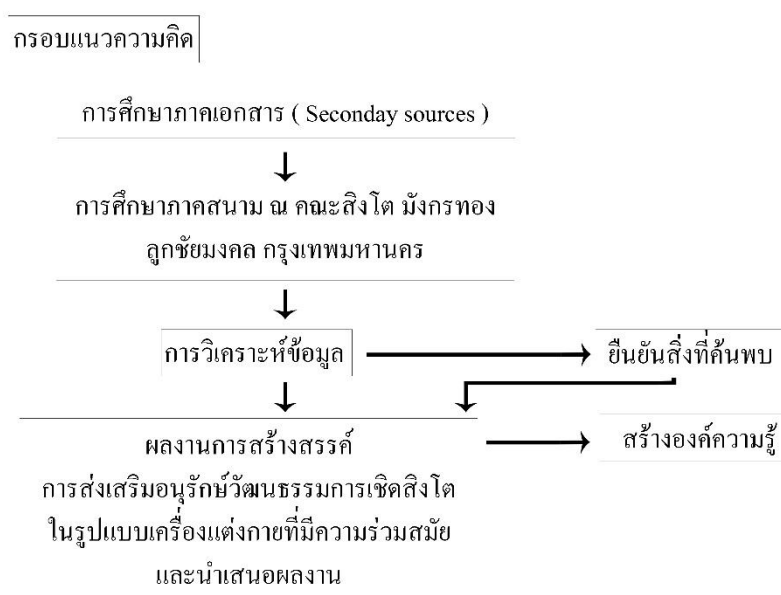 กรอบแนวความคิด
การศึกษาภาคเอกสาร ( Seconday sources )
การศึกษาภาคสนาม ณ คณะสิงโต มังกรทอง
ลูกชัยมงคล กรุงเทพมหานคร
การวิเคราะห์ข้อมูล
ยืนยันสิ่งที่ค้นพบ
ผลงานการสร้างสรรค์
การส่งเสริมอนุรักษ์วัฒนธรรมการเชิดสิงโต
ในรูปแบบเครื่องแต่งกายที่มีความร่วมสมัย
และนำเสนอผลงาน
สร้างองค์ความรู้